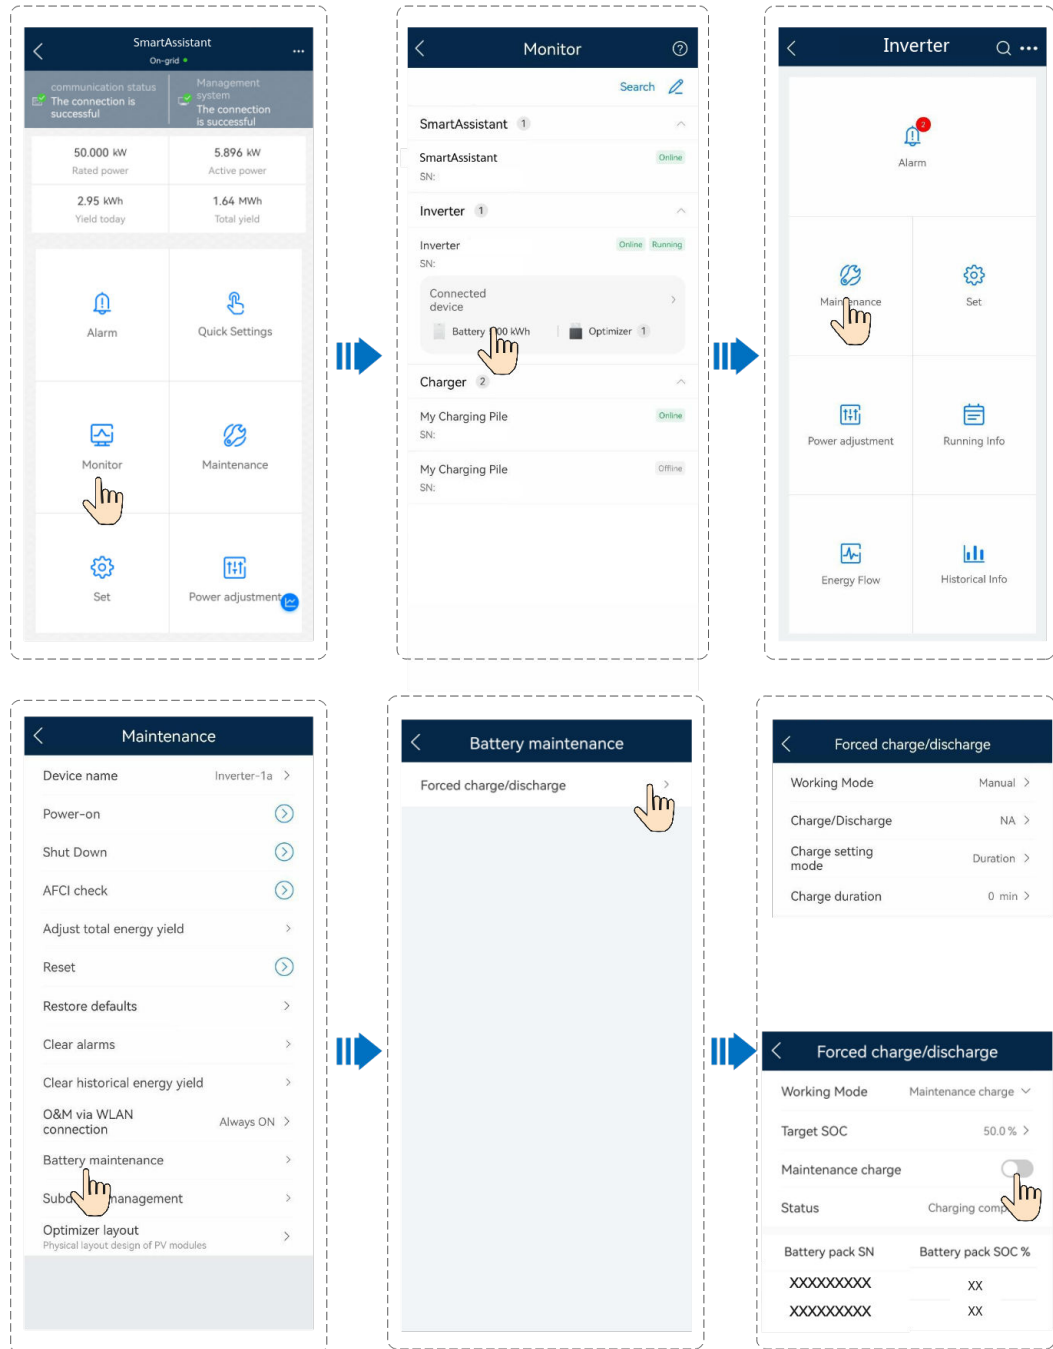 SmartAssistant
On-grid
communication status
The connection is
successful
Management
system
The connection
is successful
50.000 kW
Rated power
5.896 kW
Active power
2.95 kWh
Yield today
1.64 MWh
Total yield
Alarm
Quick Settings
Monitor
Maintenance
Set
Power adjustment
Monitor
Search
SmartAssistant 1
SmartAssistant
Online
SN:
Inverter 1
Inverter
Online Running
SN:
Connected
device
Battery 00 kWh
Optimizer 1
Charger 2
My Charging Pile
Online
SN:
My Charging Pile
Offline
SN:
Inverter
2
Alarm
Maintenance
Set
Power adjustment
Running Info
Energy Flow
Historical Info
Maintenance
Device name Inverter-1a
Power-on
Shut Down
AFCI check
Adjust total energy yield
Reset
Restore defaults
Clear alarms
Clear historical energy yield
O&M via WLAN
connection
Always ON
Battery maintenance
management
Optimizer layout
Physical layout design of PV modules
Battery maintenance
Forced charge/discharge
Forced charge/discharge
Working Mode Manual
Charge/Discharge NA
Charge setting
mode
Duration
Charge duration 0 min
Forced charge/discharge
Working Mode Maintenance charge
Target SOC 50.0 %
Maintenance charge
Status Charging comp
Battery pack SN Battery pack SOC %
XXXXXXXXX XX
XXXXXXXXX XX